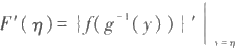 F'(η) = {f(g⁻¹(y))}' |_{y=η}